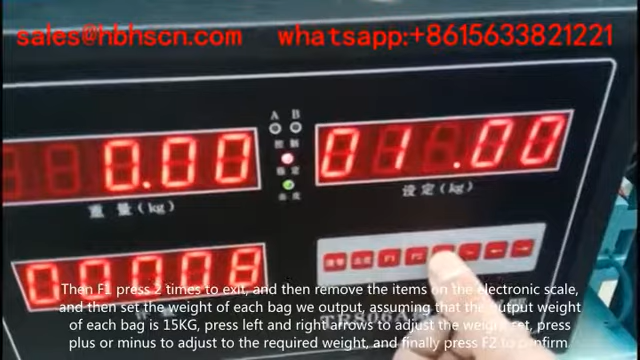 sales@hbhscn.com whatsapp:+8615633821221
A B
0.00
01.00
重量(kg)
设定(kg)
F1 F2
00008
Then F1 press 2 times to exit, and then remove the items on the electronic scale,
and then set the weight of each bag we output, assuming that the output weight
of each bag is 15KG, press left and right arrows to adjust the weight set, press
plus or minus to adjust to the required weight, and finally press F2 to confirm.